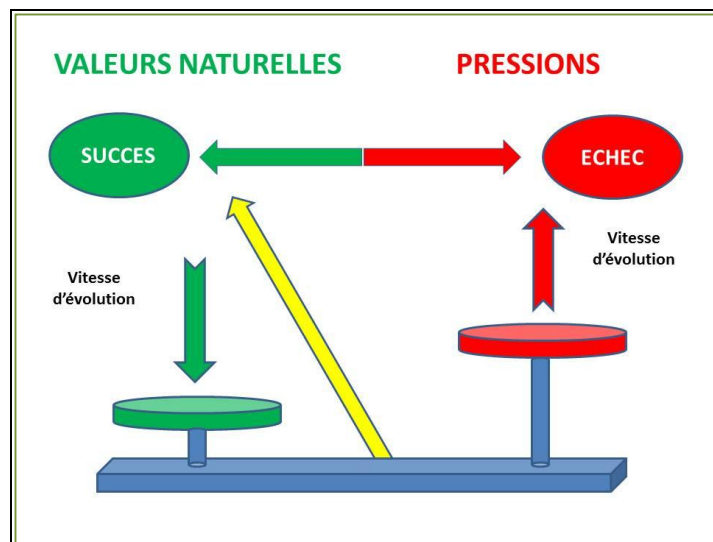 VALEURS NATURELLES
PRESSIONS
SUCCES
ECHEC
Vitesse
d'évolution
Vitesse
d'évolution